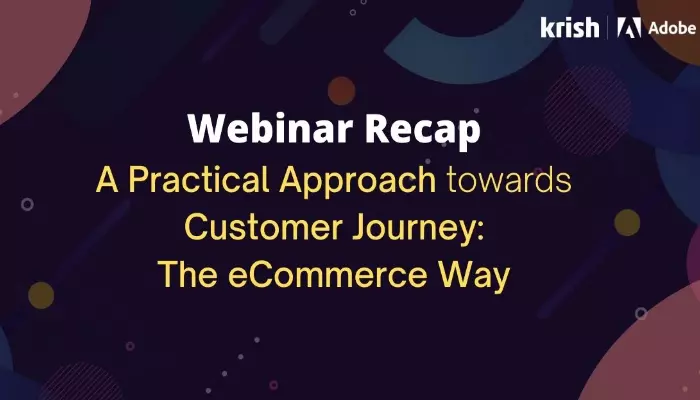 krish | Adobe
Webinar Recap
A Practical Approach towards
Customer Journey:
The eCommerce Way